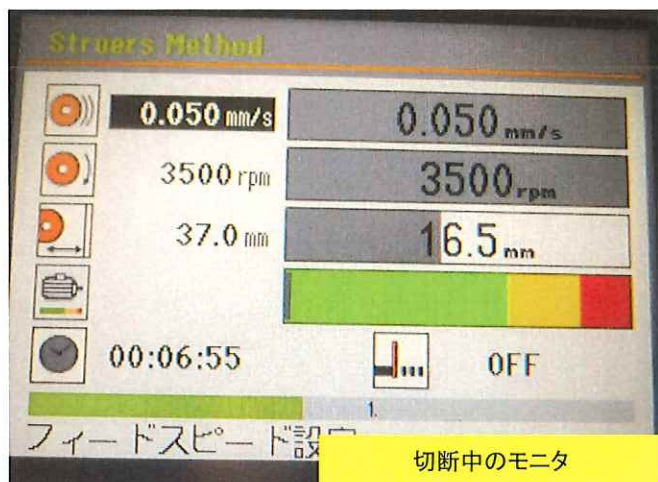 Struers Method
0.050 mm/s 0.050 mm/s
3500 rpm 3500 rpm
37.0 mm 16.5 mm
00:06:55 OFF
1.
フィードスピード設
切断中のモニタ